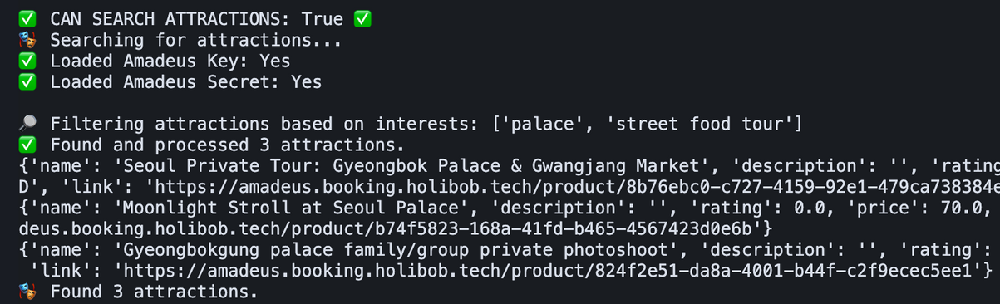 ✅ CAN SEARCH ATTRACTIONS: True ✅
🎭 Searching for attractions...
✅ Loaded Amadeus Key: Yes
✅ Loaded Amadeus Secret: Yes
🔎 Filtering attractions based on interests: ['palace', 'street food tour']
✅ Found and processed 3 attractions.
{'name': 'Seoul Private Tour: Gyeongbok Palace & Gwangjang Market', 'description': '', 'rating
D', 'link': 'https://amadeus.booking.holibob.tech/product/8b76ebc0-c727-4159-92e1-479ca738384e
{'name': 'Moonlight Stroll at Seoul Palace', 'description': '', 'rating': 0.0, 'price': 70.0,
deus.booking.holibob.tech/product/b74f5823-168a-41fd-b465-4567423d0e6b'}
{'name': 'Gyeongbokgung palace family/group private photoshoot', 'description': '', 'rating':
'link': 'https://amadeus.booking.holibob.tech/product/824f2e51-da8a-4001-b44f-c2f9ecec5ee1'}
🎭 Found 3 attractions.